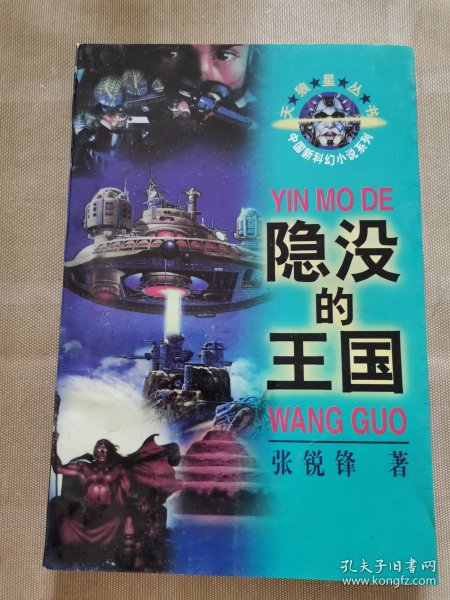 天★狼★星★丛★书
中国新科幻小说系列
YIN MO DE
隐没
的
王国
WANG GUO
张锐锋 著
孔夫子旧书网
www.kongfz.com